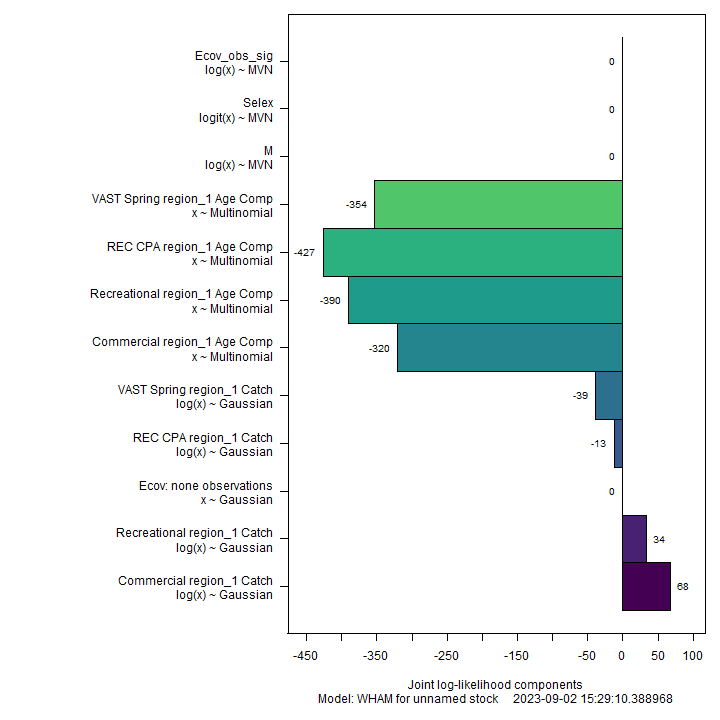 Ecov_obs_sig
log(x) ~ MVN
0
Selex
logit(x) ~ MVN
0
M
log(x) ~ MVN
0
VAST Spring region_1 Age Comp
x ~ Multinomial
-354
REC CPA region_1 Age Comp
x ~ Multinomial
-427
Recreational region_1 Age Comp
x ~ Multinomial
-390
Commercial region_1 Age Comp
x ~ Multinomial
-320
VAST Spring region_1 Catch
log(x) ~ Gaussian
-39
REC CPA region_1 Catch
log(x) ~ Gaussian
-13
Ecov: none observations
x ~ Gaussian
0
Recreational region_1 Catch
log(x) ~ Gaussian
34
Commercial region_1 Catch
log(x) ~ Gaussian
68
-450 -350 -250 -150 -50 0 50 100
Joint log-likelihood components
Model: WHAM for unnamed stock 2023-09-02 15:29:10.388968